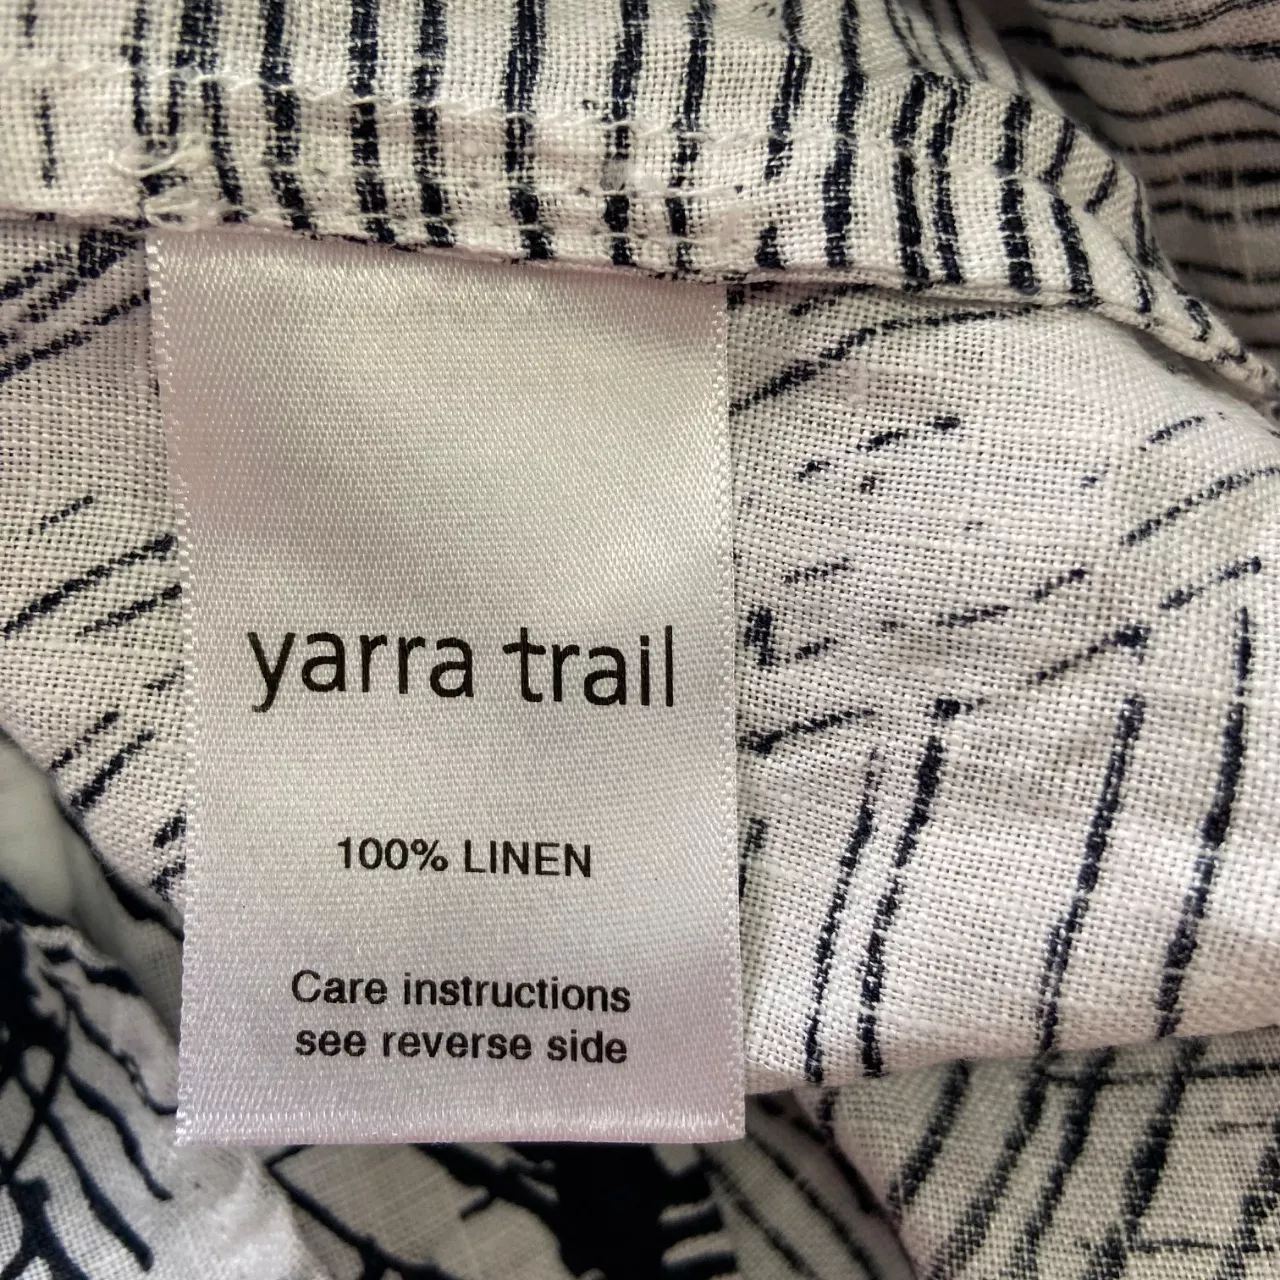 yarra trail
100% LINEN
Care instructions
see reverse side